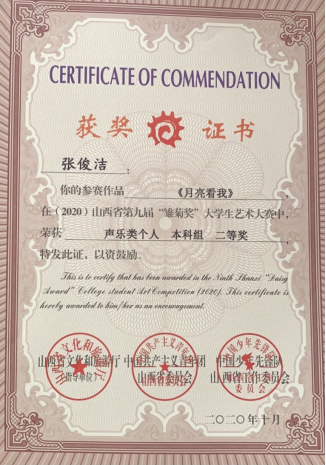 CERTIFICATE OF COMMENDATION
获奖 证书
张俊洁:
你的参赛作品 《月亮看我》,
在(2020)山西省第九届“雏菊奖”大学生艺术大赛中,
荣获 声乐类个人 本科组 二等奖,
特发此证,以资鼓励。
This is to certify that has been awarded in the Ninth Shanxi "Daisy
Award" College student Art Competition (2020). This certificate is
hereby awarded to him/her as an encouragement.
山西省文化和旅游厅 中国共产主义青年团 中国少年先锋队
(指导单位) 山西省委员会 山西省工作委员会
二〇二〇年十月